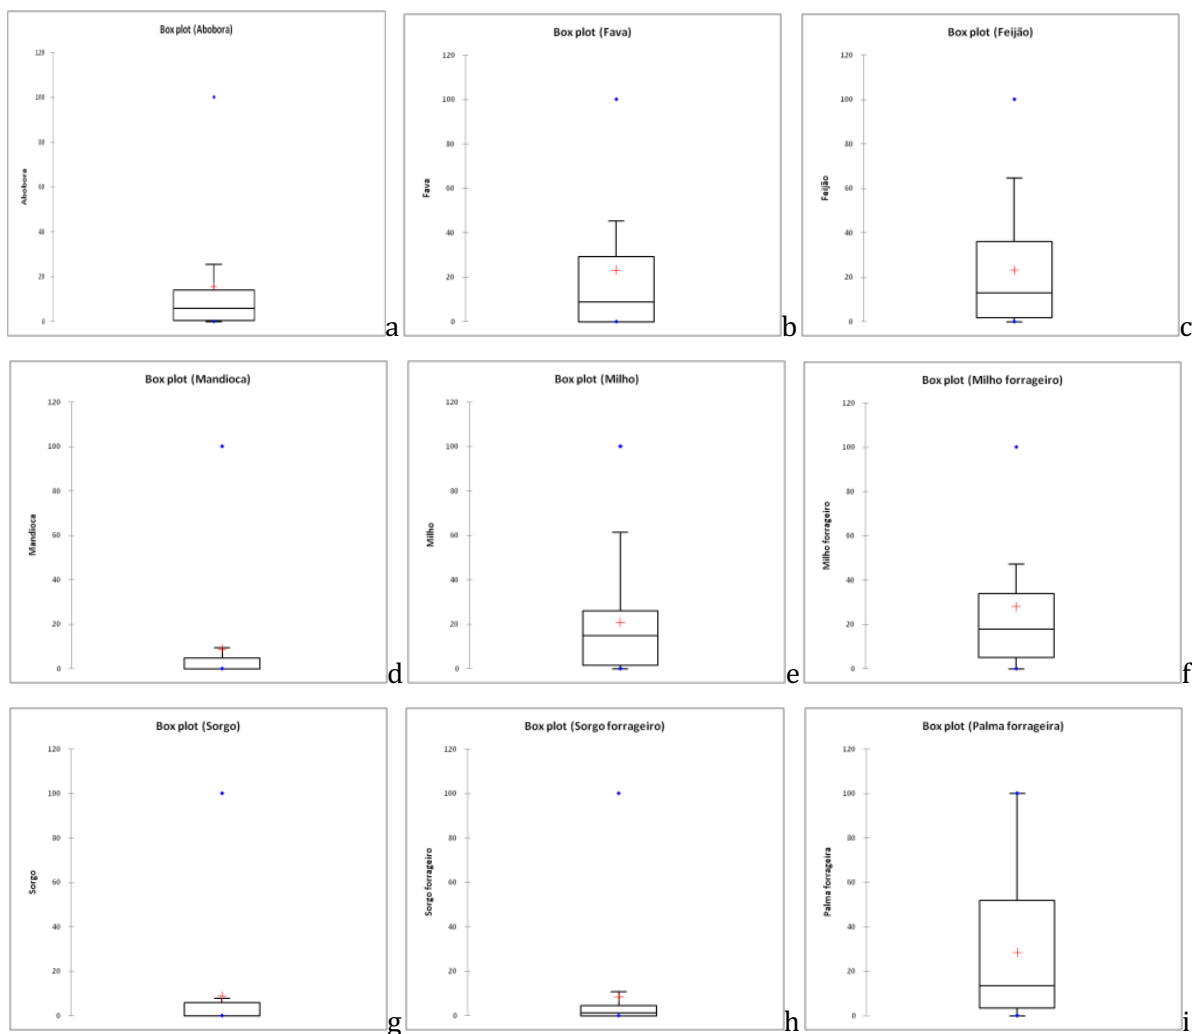 Box plot (Abobora)
120
100
80
60
40
20
0
Abobora
a
Box plot (Fava)
120
100
80
60
40
20
0
Fava
b
Box plot (Feijão)
120
100
80
60
40
20
0
Feijão
c
Box plot (Mandioca)
120
100
80
60
40
20
0
Mandioca
d
Box plot (Milho)
120
100
80
60
40
20
0
Milho
e
Box plot (Milho forrageiro)
120
100
80
60
40
20
0
Milho forrageiro
f
Box plot (Sorgo)
120
100
80
60
40
20
0
Sorgo
g
Box plot (Sorgo forrageiro)
120
100
80
60
40
20
0
Sorgo forrageiro
h
Box plot (Palma forrageira)
120
100
80
60
40
20
0
Palma forrageira
i